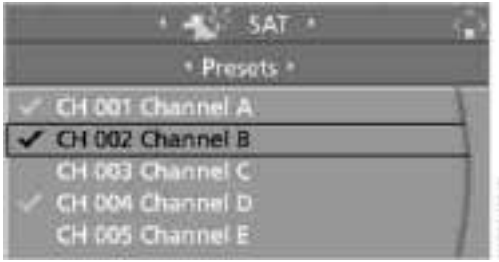 SAT
Presets
CH 001 Channel A
CH 002 Channel B
CH 003 Channel C
CH 004 Channel D
CH 005 Channel E